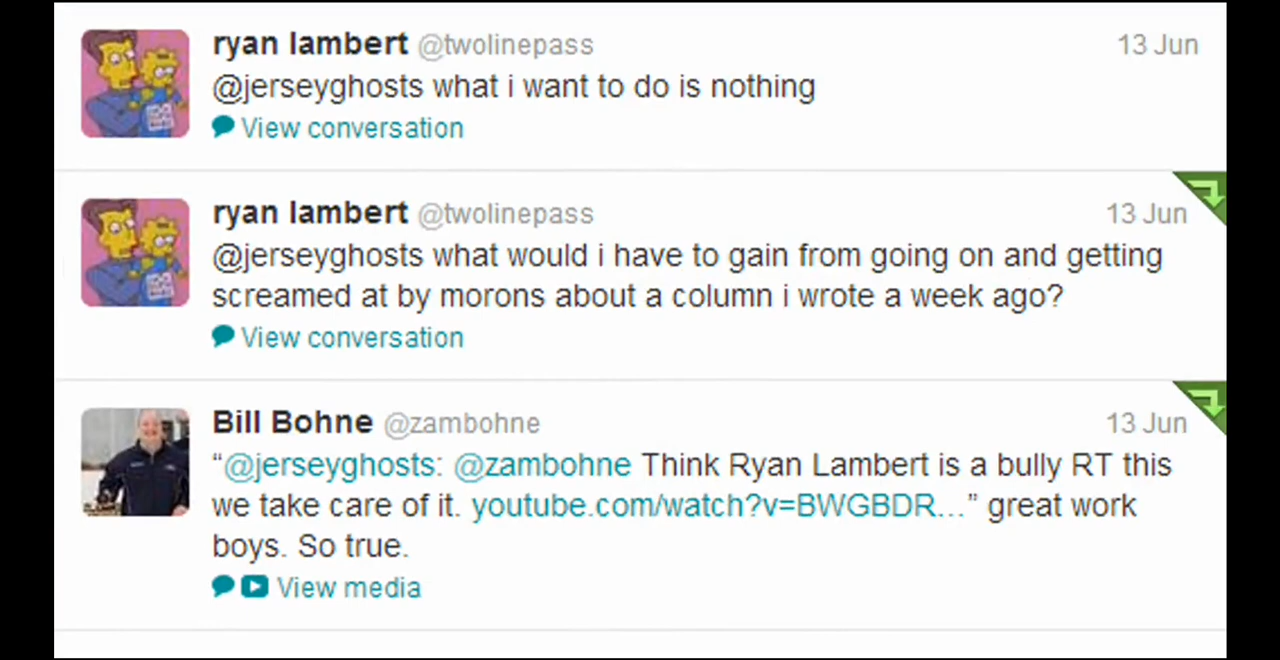 ryan lambert @twolinepass 13 Jun
@jerseyghosts what i want to do is nothing
View conversation
ryan lambert @twolinepass 13 Jun
@jerseyghosts what would i have to gain from going on and getting
screamed at by morons about a column i wrote a week ago?
View conversation
Bill Bohne @zambohne 13 Jun
“@jerseyghosts: @zambohne Think Ryan Lambert is a bully RT this
we take care of it. youtube.com/watch?v=BWGBDR...” great work
boys. So true.
View media